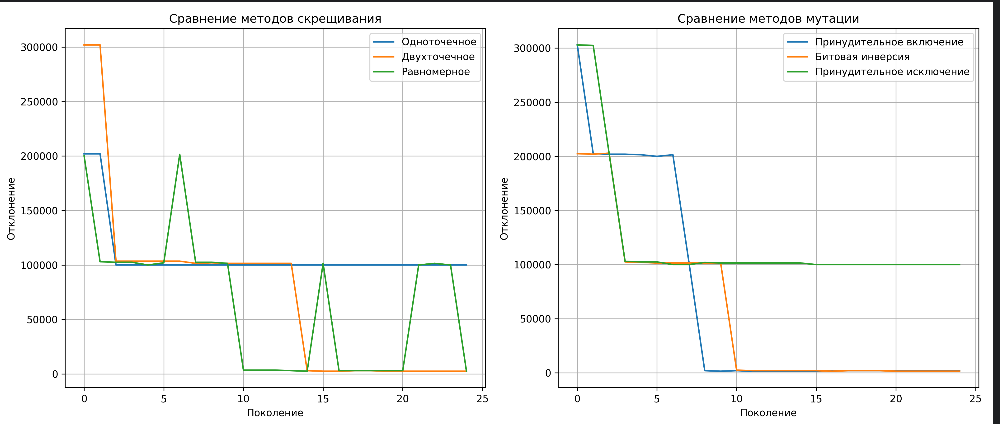 Сравнение методов скрещивания
Одноточечное
Двухточечное
Равномерное
300000
250000
200000
150000
100000
50000
0
Отклонение
0
5
10
15
20
25
Поколение
Сравнение методов мутации
Принудительное включение
Битовая инверсия
Принудительное исключение
300000
250000
200000
150000
100000
50000
0
Отклонение
0
5
10
15
20
25
Поколение